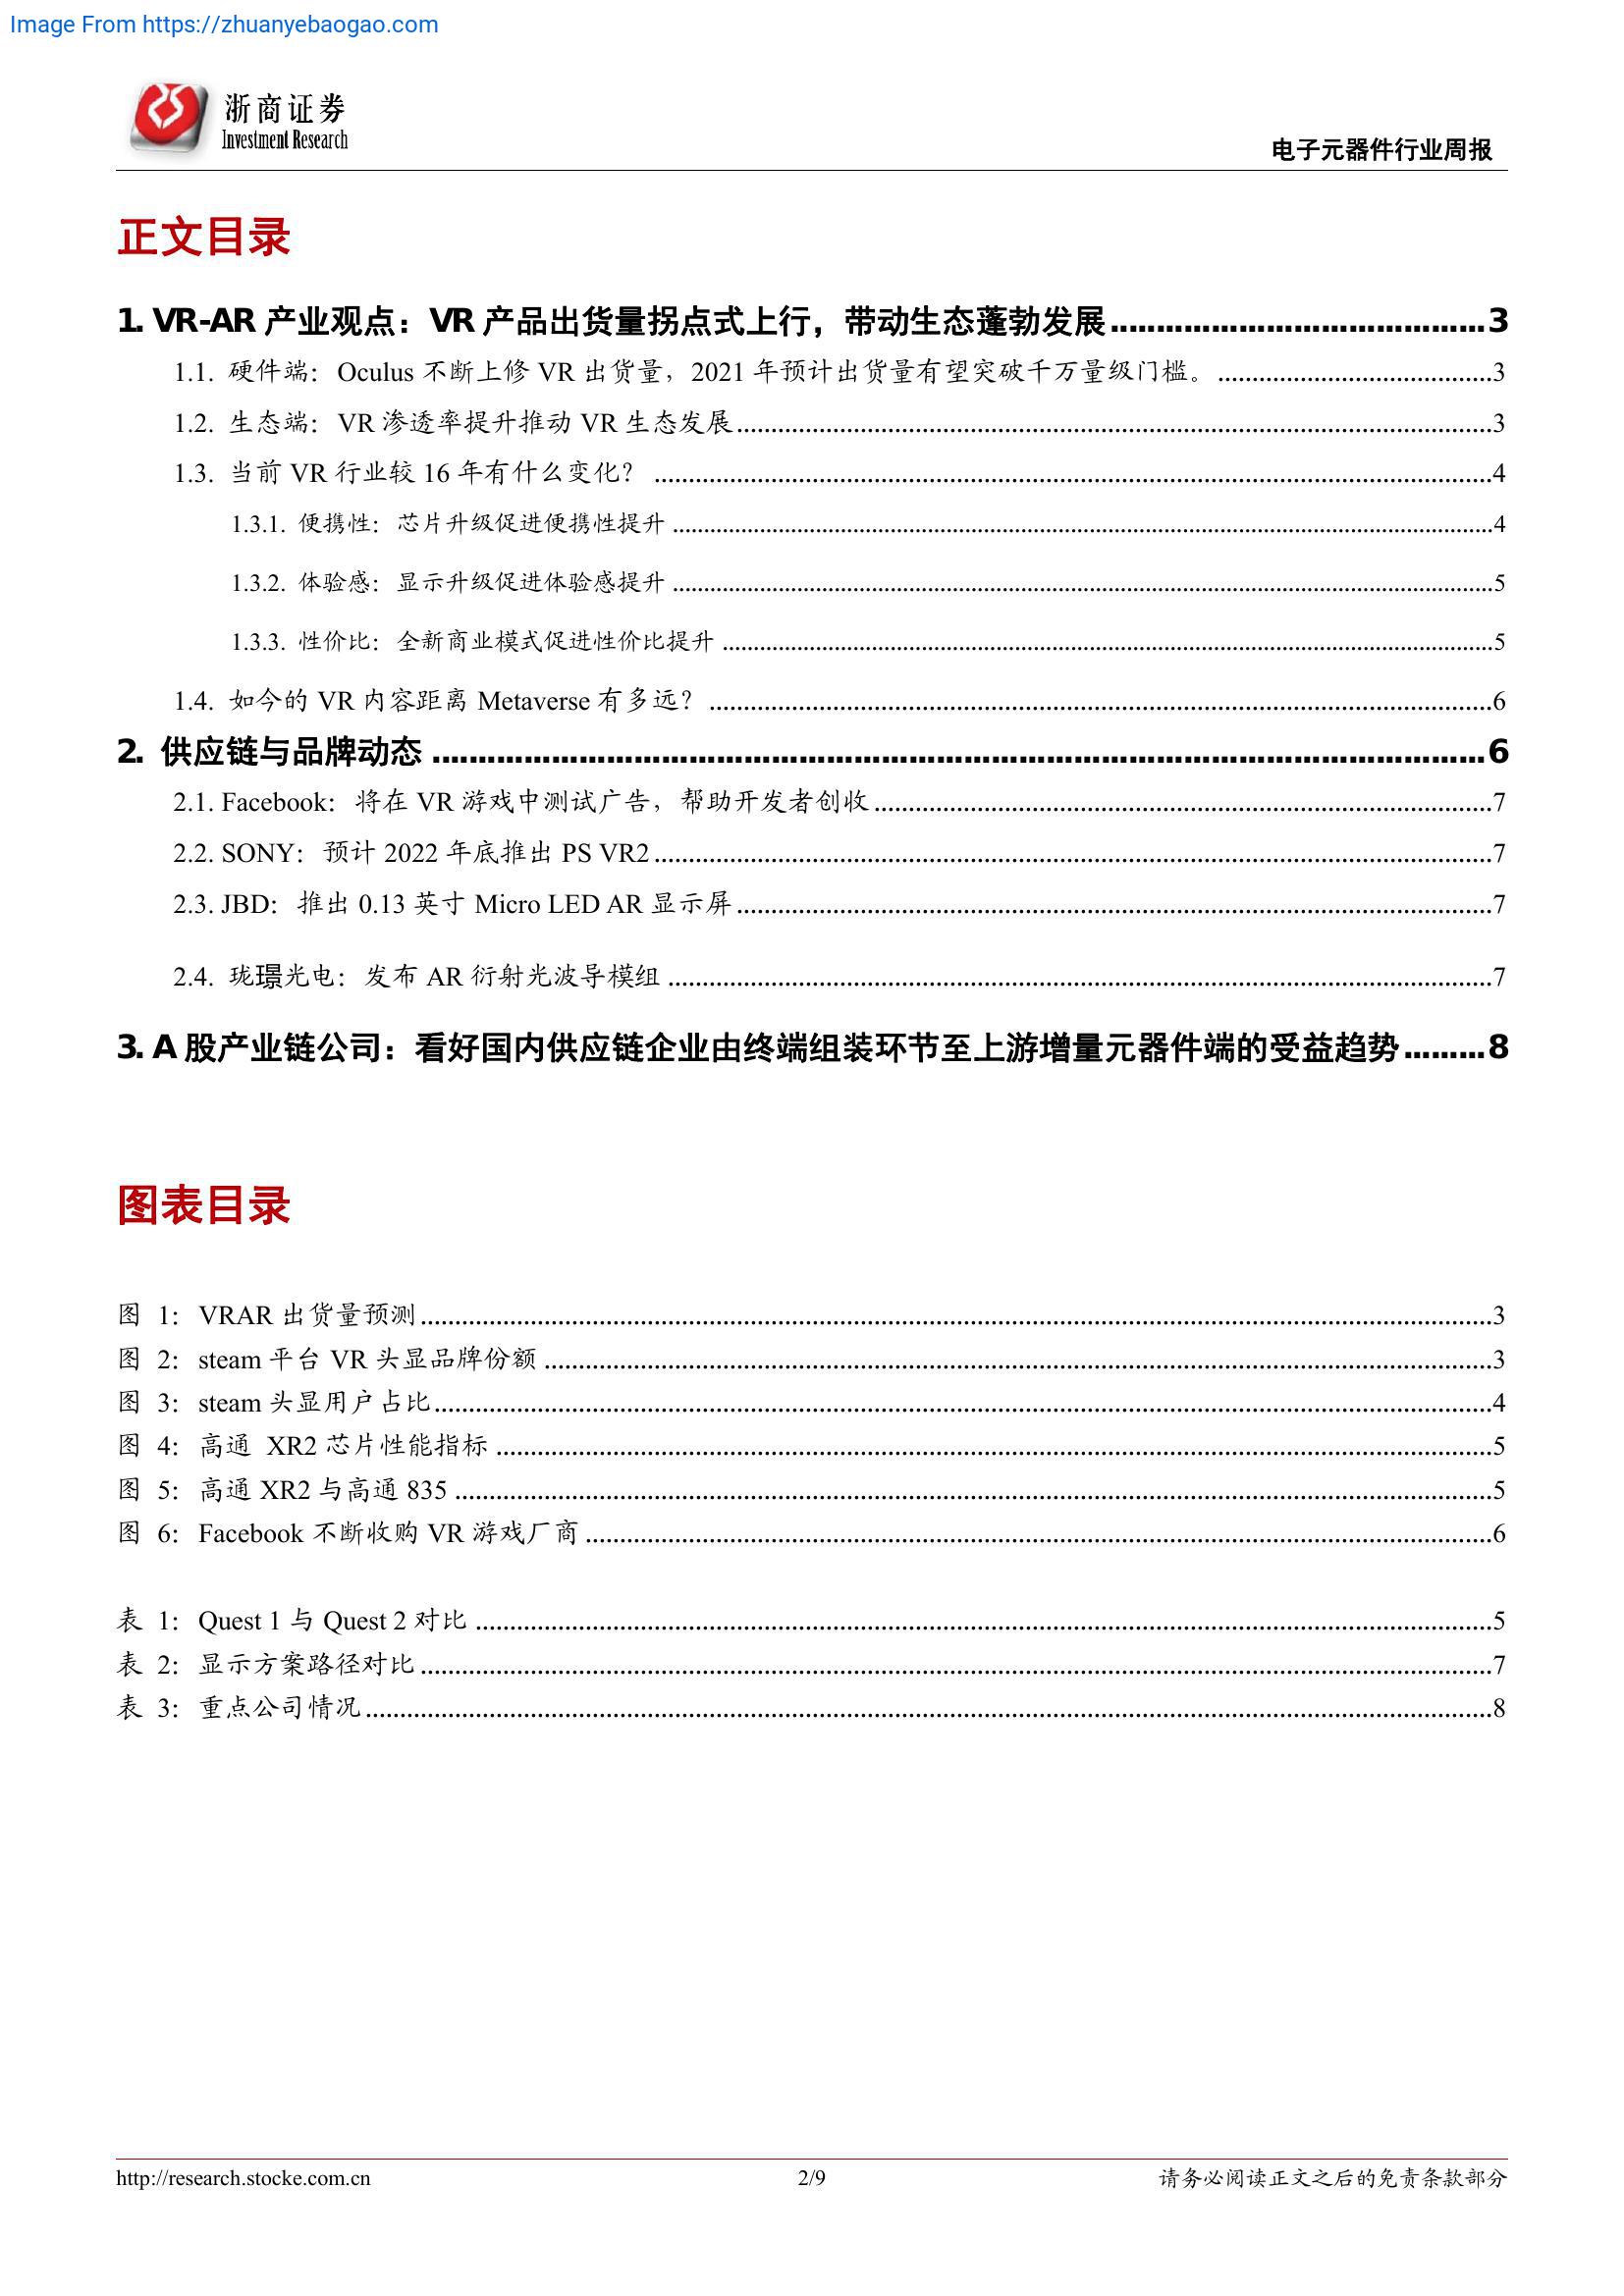 Image From https://zhuanyebaogao.com
浙商证券
Investment Research
电子元器件行业周报
正文目录
1. VR-AR 产业观点：VR 产品出货量拐点式上行，带动生态蓬勃发展........................................3
1.1. 硬件端：Oculus 不断上修 VR 出货量，2021 年预计出货量有望突破千万量级门槛。........................................3
1.2. 生态端：VR 渗透率提升推动 VR 生态发展........................................3
1.3. 当前 VR 行业较 16 年有什么变化？........................................4
1.3.1. 便携性：芯片升级促进便携性提升........................................4
1.3.2. 体验感：显示升级促进体验感提升........................................5
1.3.3. 性价比：全新商业模式促进性价比提升........................................5
1.4. 如今的 VR 内容距离 Metaverse 有多远？........................................6
2. 供应链与品牌动态........................................6
2.1. Facebook：将在 VR 游戏中测试广告，帮助开发者创收........................................7
2.2. SONY：预计 2022 年底推出 PS VR2........................................7
2.3. JBD：推出 0.13 英寸 Micro LED AR 显示屏........................................7
2.4. 珑璟光电：发布 AR 衍射光波导模组........................................7
3. A 股产业链公司：看好国内供应链企业由终端组装环节至上游增量元器件端的受益趋势.........8
图表目录
图 1：VRAR 出货量预测........................................3
图 2：steam 平台 VR 头显品牌份额........................................3
图 3：steam 头显用户占比........................................4
图 4：高通 XR2 芯片性能指标........................................5
图 5：高通 XR2 与高通 835........................................5
图 6：Facebook 不断收购 VR 游戏厂商........................................6
表 1：Quest 1 与 Quest 2 对比........................................5
表 2：显示方案路径对比........................................7
表 3：重点公司情况........................................8
http://research.stocke.com.cn
2/9
请务必阅读正文之后的免责条款部分